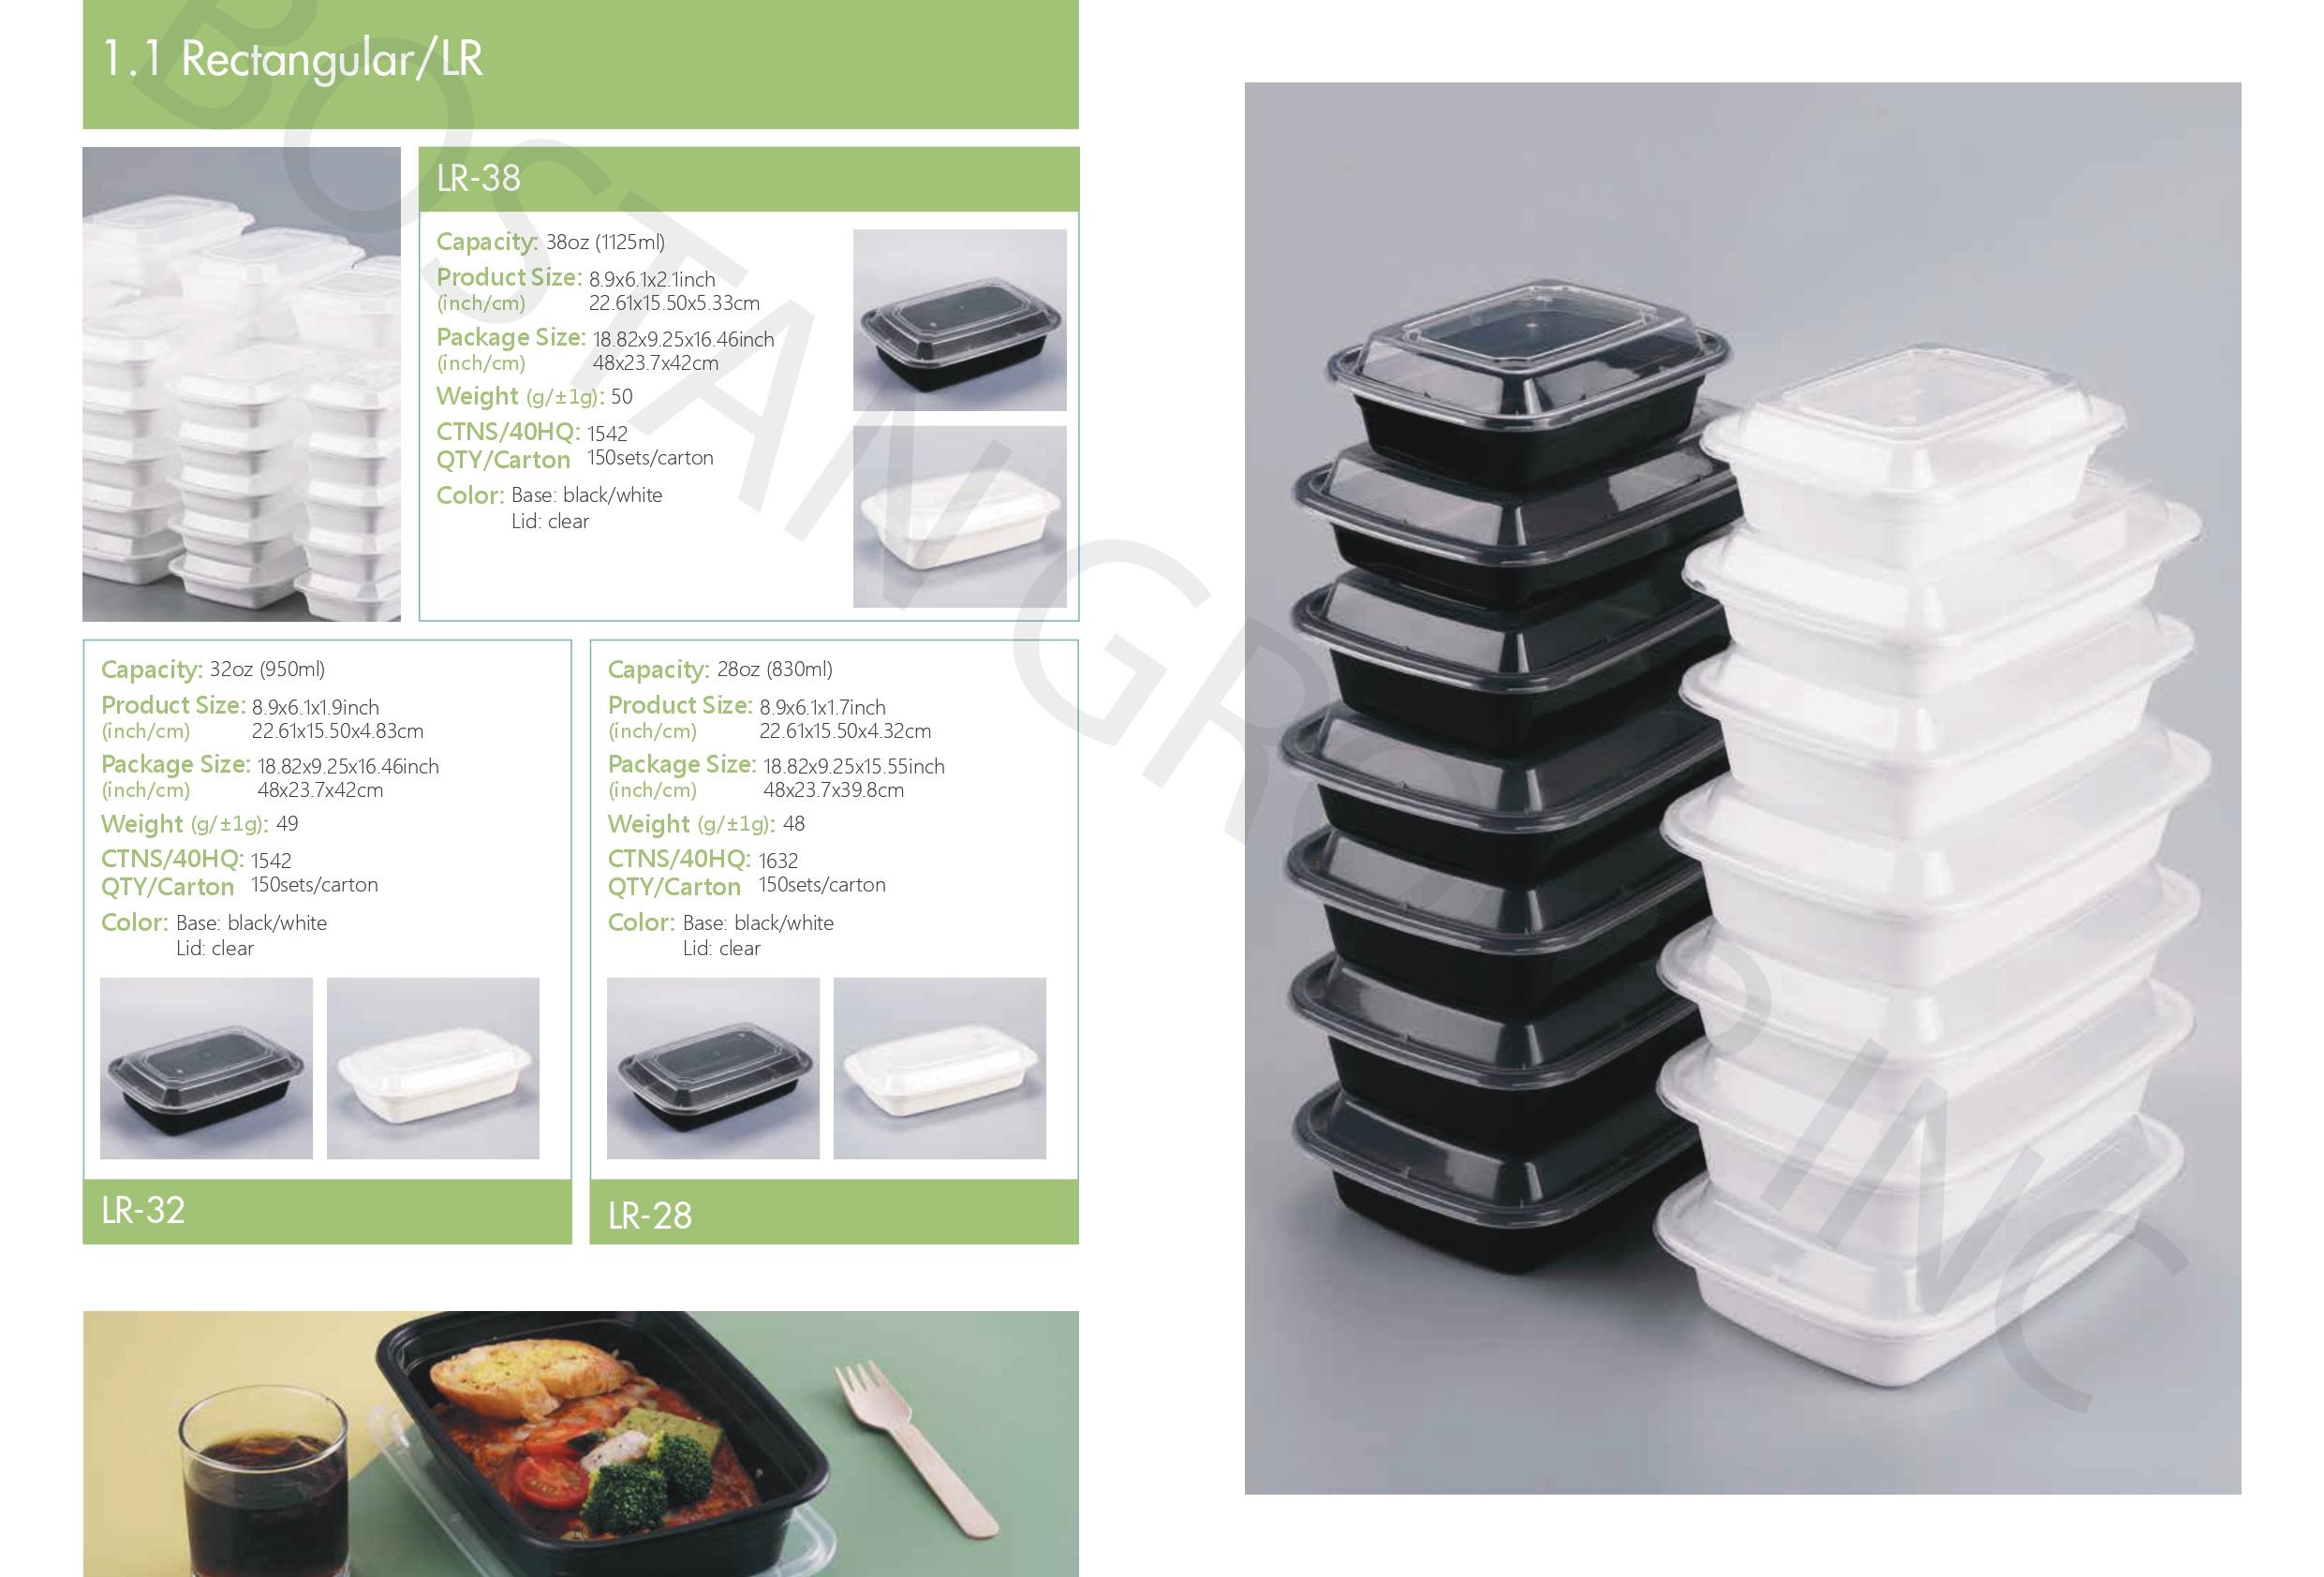 1.1 Rectangular/LR
LR-38
Capacity: 38oz (1125ml)
Product Size: 8.9x6.1x2.1inch
(inch/cm) 22.61x15.50x5.33cm
Package Size: 18.82x9.25x16.46inch
(inch/cm) 48x23.7x42cm
Weight (g/±1g): 50
CTNS/40HQ: 1542
QTY/Carton 150sets/carton
Color: Base: black/white
Lid: clear
Capacity: 32oz (950ml)
Product Size: 8.9x6.1x1.9inch
(inch/cm) 22.61x15.50x4.83cm
Package Size: 18.82x9.25x16.46inch
(inch/cm) 48x23.7x42cm
Weight (g/±1g): 49
CTNS/40HQ: 1542
QTY/Carton 150sets/carton
Color: Base: black/white
Lid: clear
LR-32
Capacity: 28oz (830ml)
Product Size: 8.9x6.1x1.7inch
(inch/cm) 22.61x15.50x4.32cm
Package Size: 18.82x9.25x15.55inch
(inch/cm) 48x23.7x39.8cm
Weight (g/±1g): 48
CTNS/40HQ: 1632
QTY/Carton 150sets/carton
Color: Base: black/white
Lid: clear
LR-28
BOSTAN GROUP INC